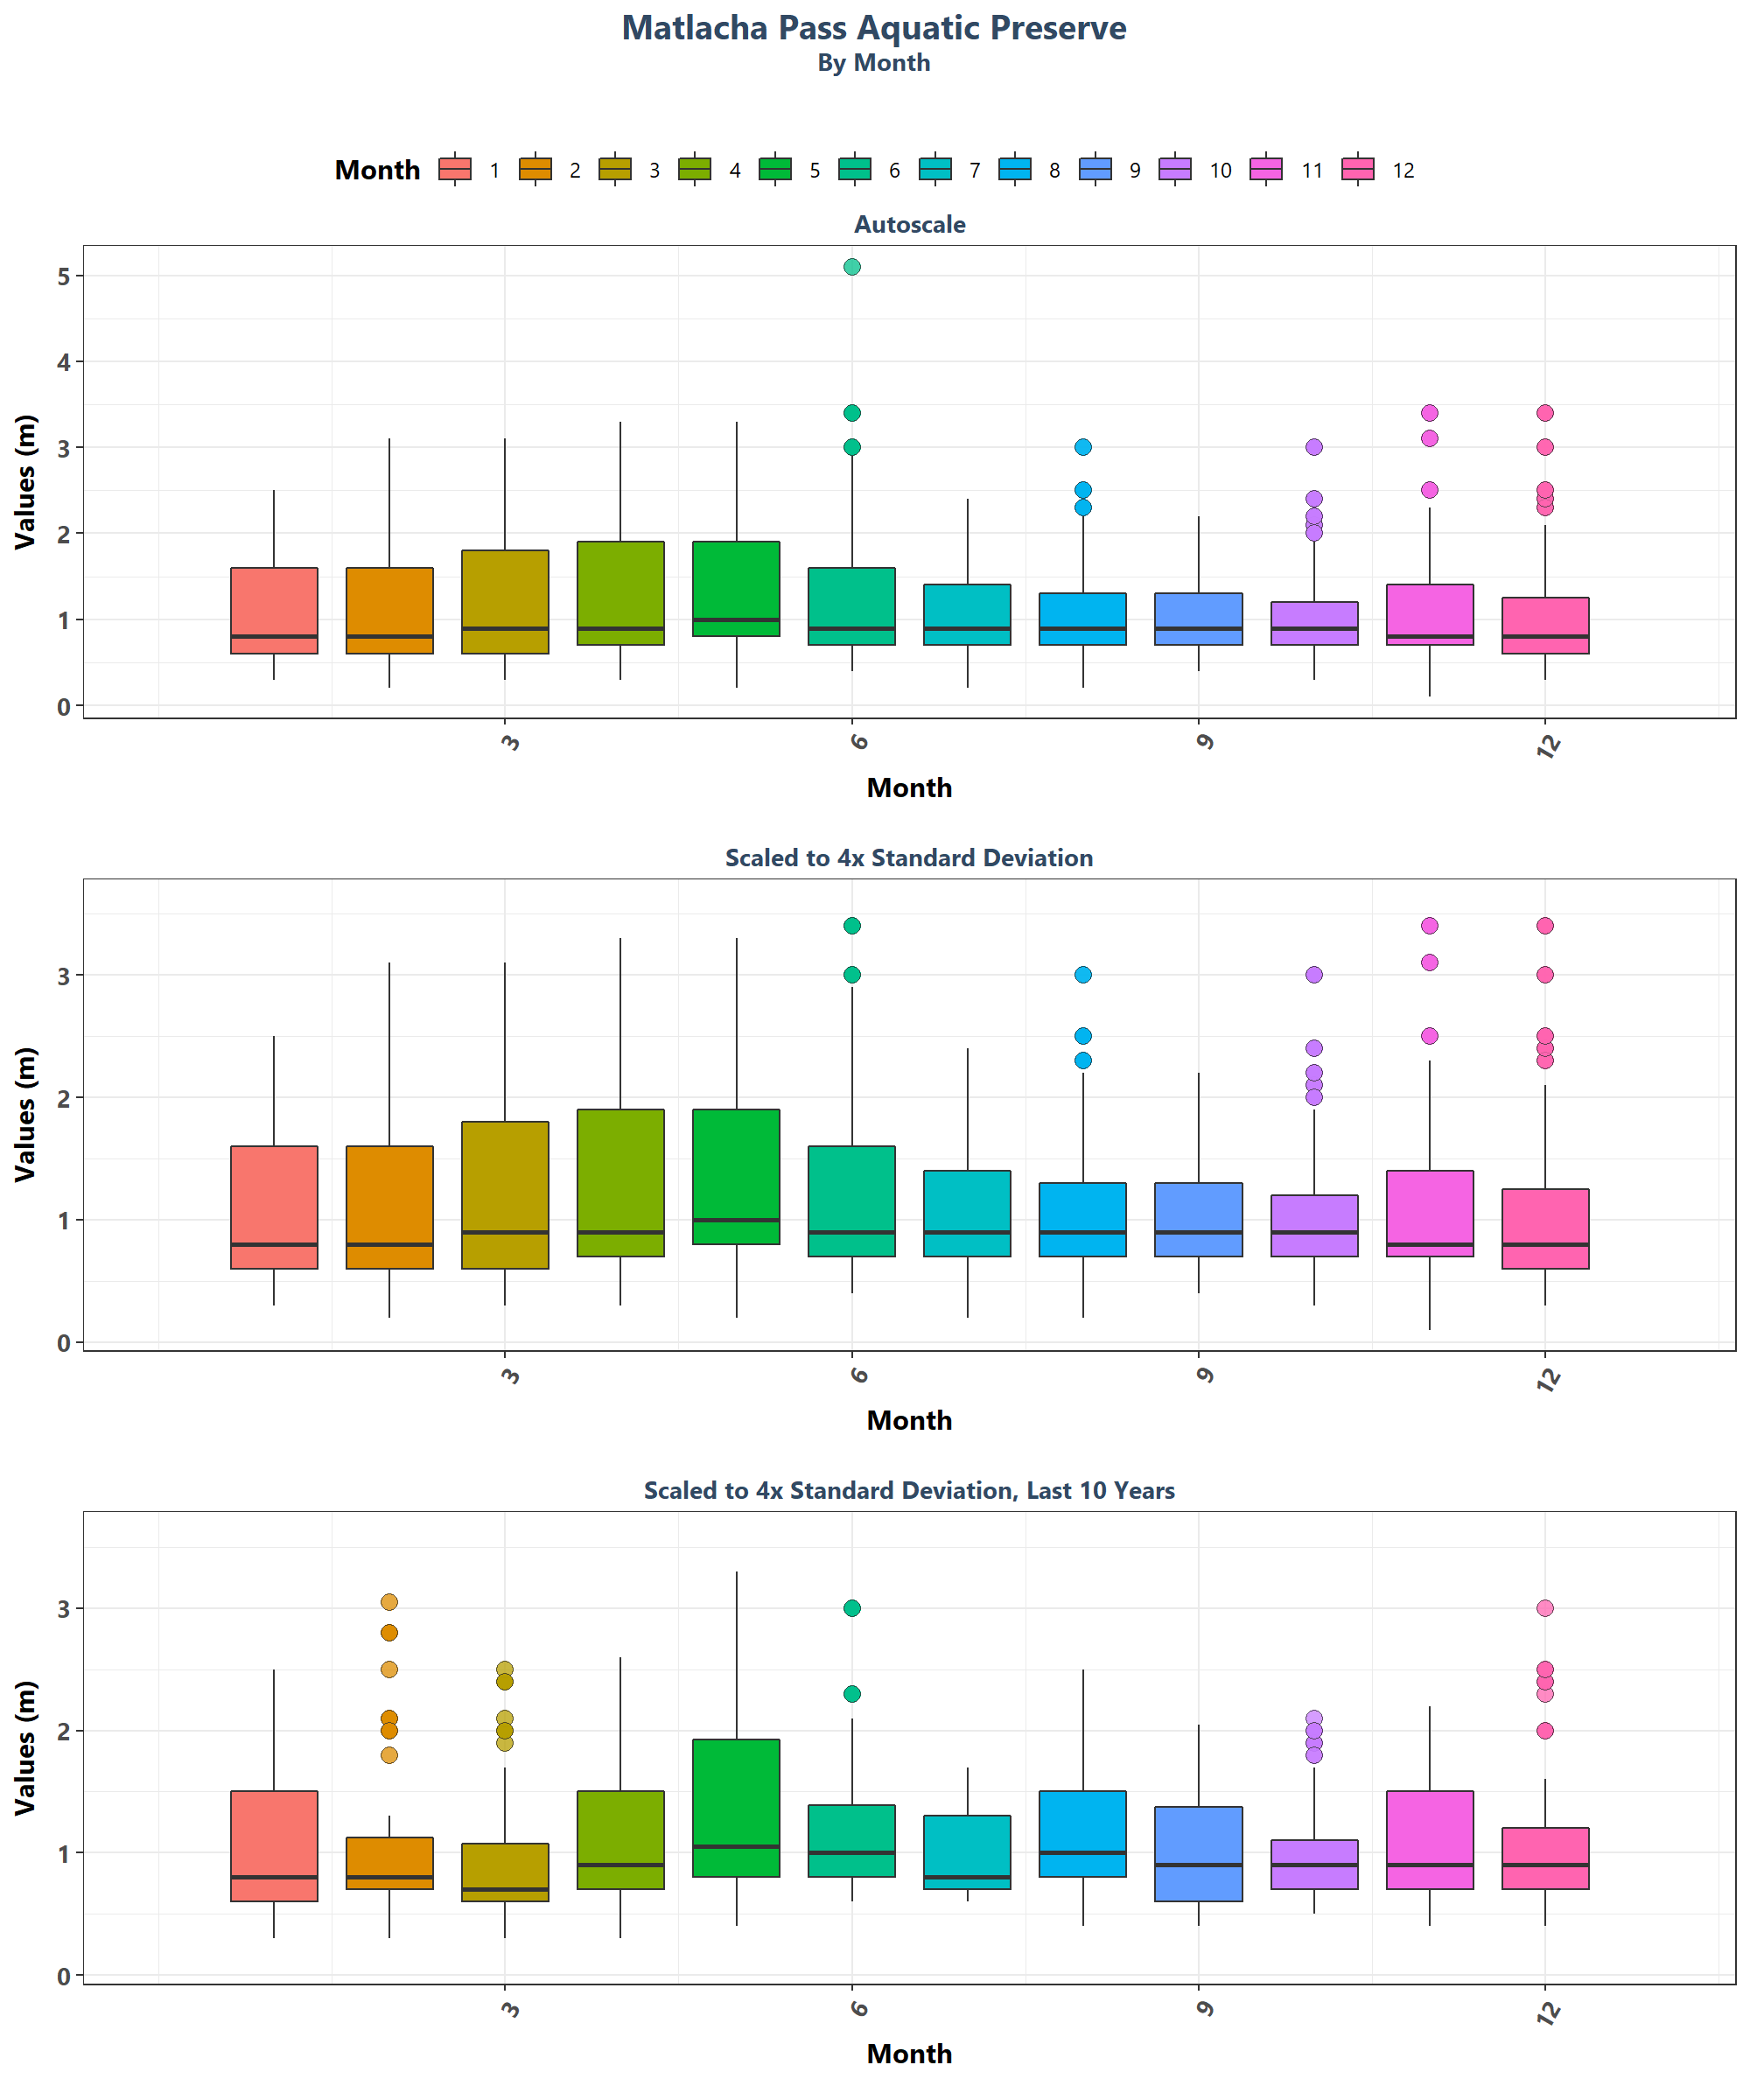 Matlacha Pass Aquatic Preserve
By Month
Month 1 2 3 4 5 6 7 8 9 10 11 12
Autoscale
Values (m)
5
4
3
2
1
0
3 6 9 12
Month
Scaled to 4x Standard Deviation
Values (m)
3
2
1
0
3 6 9 12
Month
Scaled to 4x Standard Deviation, Last 10 Years
Values (m)
3
2
1
0
3 6 9 12
Month